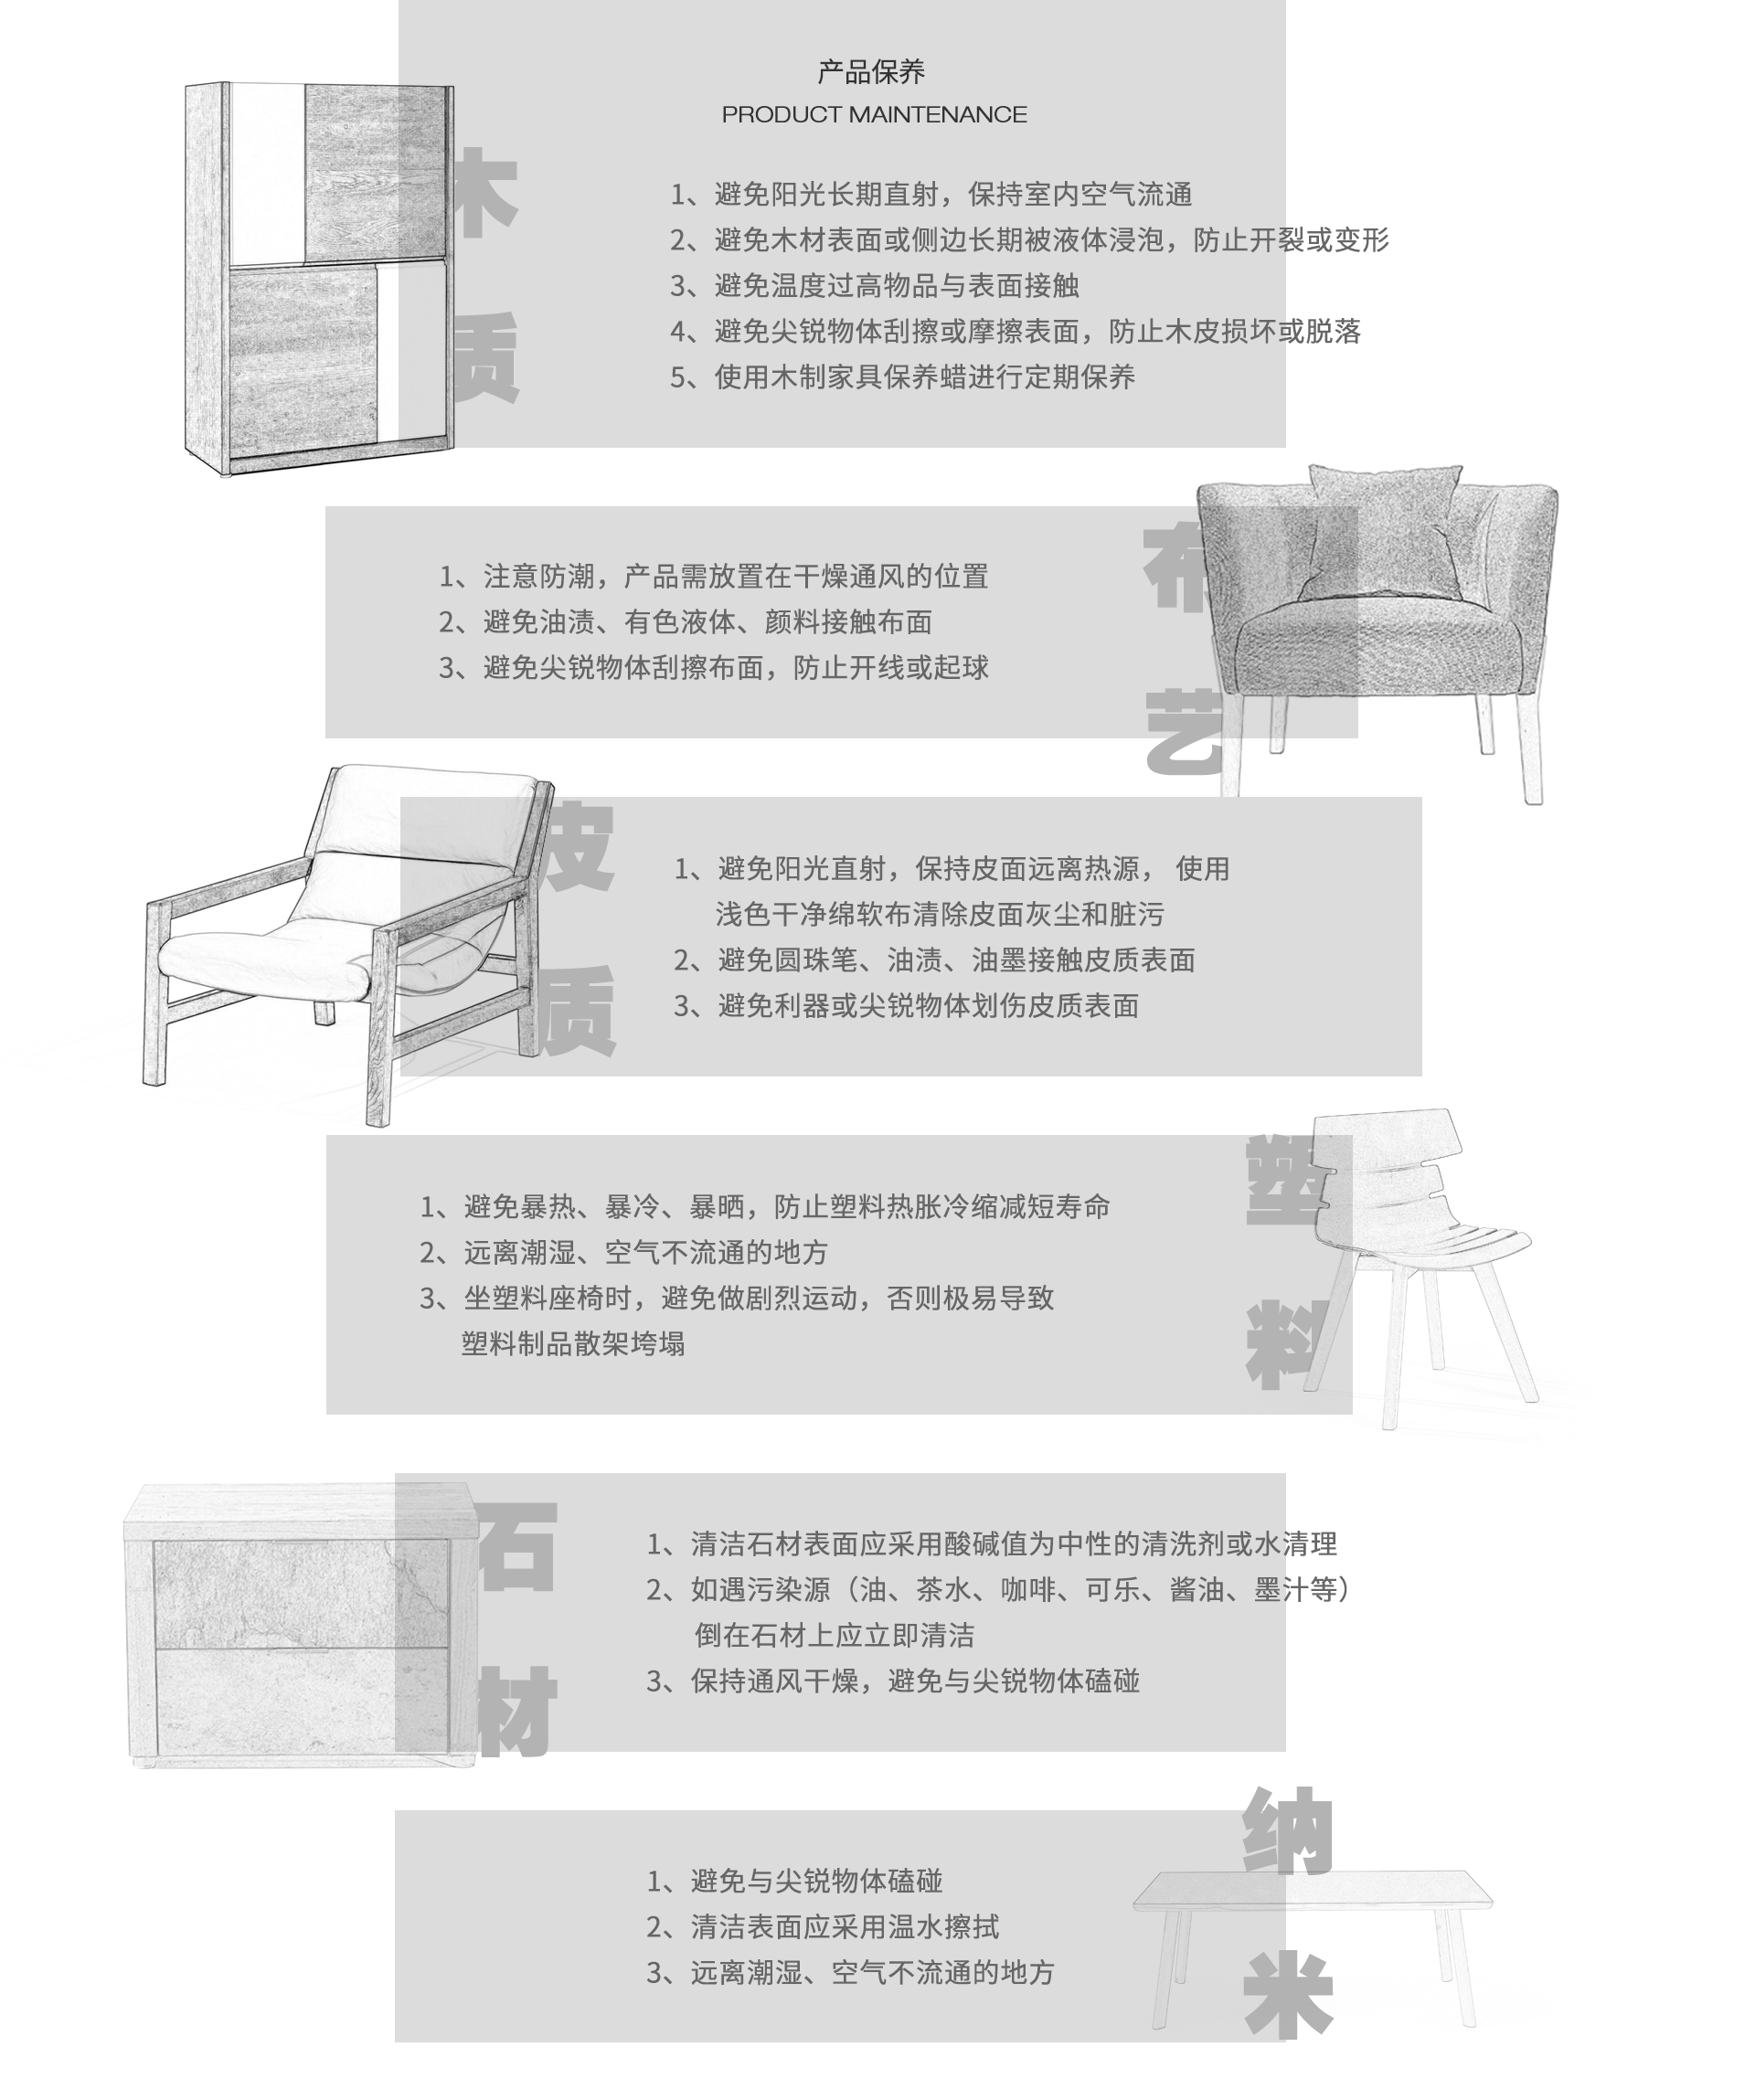 产品保养
PRODUCT MAINTENANCE
木
质
1、避免阳光长期直射，保持室内空气流通
2、避免木材表面或侧边长期被液体浸泡，防止开裂或变形
3、避免温度过高物品与表面接触
4、避免尖锐物体刮擦或摩擦表面，防止木皮损坏或脱落
5、使用木制家具保养蜡进行定期保养
布
艺
1、注意防潮，产品需放置在干燥通风的位置
2、避免油渍、有色液体、颜料接触布面
3、避免尖锐物体刮擦布面，防止开线或起球
皮
质
1、避免阳光直射，保持皮面远离热源， 使用
浅色干净绵软布清除皮面灰尘和脏污
2、避免圆珠笔、油渍、油墨接触皮质表面
3、避免利器或尖锐物体划伤皮质表面
塑
料
1、避免暴热、暴冷、暴晒，防止塑料热胀冷缩减短寿命
2、远离潮湿、空气不流通的地方
3、坐塑料座椅时，避免做剧烈运动，否则极易导致
塑料制品散架垮塌
石
材
1、清洁石材表面应采用酸碱值为中性的清洗剂或水清理
2、如遇污染源（油、茶水、咖啡、可乐、酱油、墨汁等）
倒在石材上应立即清洁
3、保持通风干燥，避免与尖锐物体磕碰
纳
米
1、避免与尖锐物体磕碰
2、清洁表面应采用温水擦拭
3、远离潮湿、空气不流通的地方